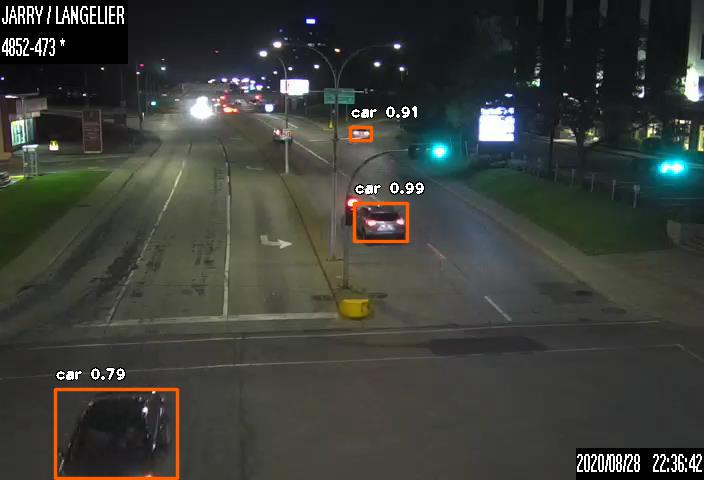 JARRY / LANGELIER
4852-473 *
car 0.91
car 0.99
car 0.79
2020/08/28 22:36:42